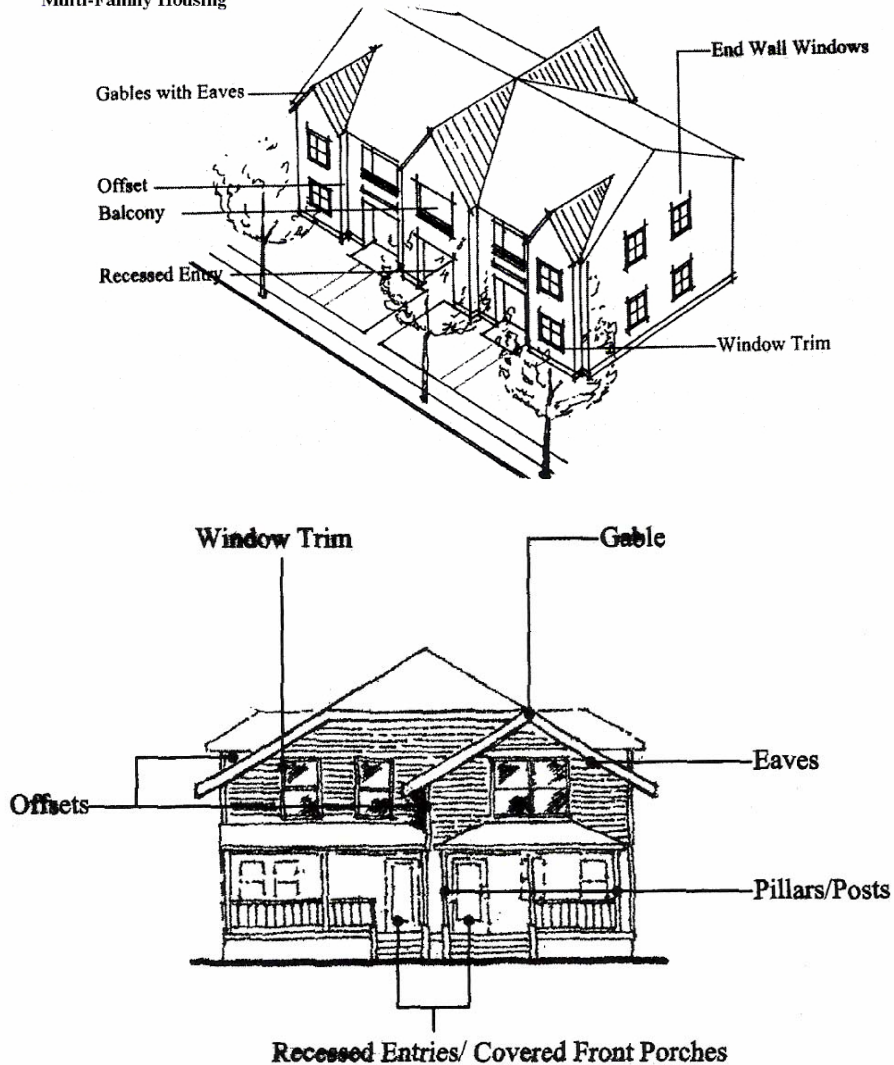 Multi-Family Housing
End Wall Windows
Gables with Eaves
Offset
Balcony
Recessed Entry
Window Trim
Window Trim
Gable
Eaves
Offsets
Pillars/Posts
Recessed Entries/ Covered Front Porches